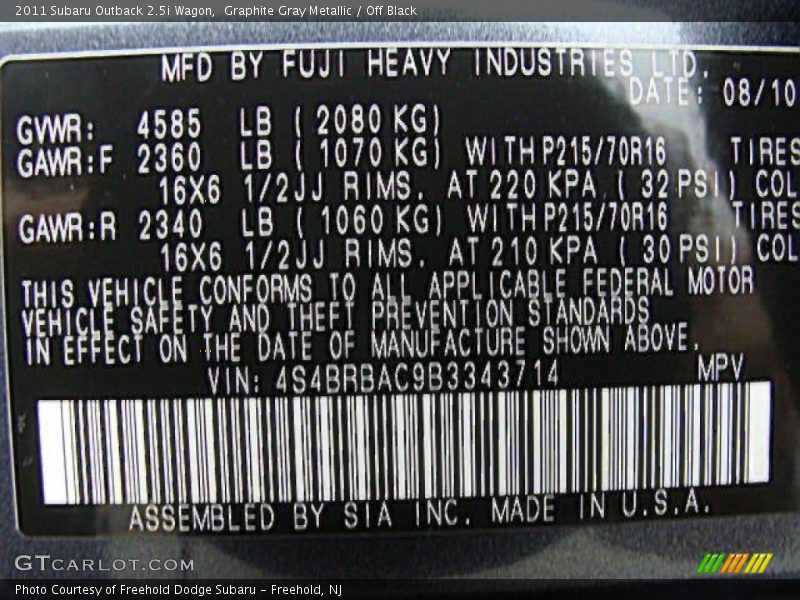 2011 Subaru Outback 2.5i Wagon, Graphite Gray Metallic / Off Black
MFD BY FUJI HEAVY INDUSTRIES LTD.
DATE: 08/10
GVWR: 4585 LB ( 2080 KG)
GAWR:F 2360 LB ( 1070 KG) WITH P215/70R16 TIRES
16X6 1/2JJ RIMS. AT 220 KPA ( 32 PSI) COL
GAWR:R 2340 LB ( 1060 KG) WITH P215/70R16 TIRES
16X6 1/2JJ RIMS. AT 210 KPA ( 30 PSI) COL
THIS VEHICLE CONFORMS TO ALL APPLICABLE FEDERAL MOTOR
VEHICLE SAFETY AND THEFT PREVENTION STANDARDS
IN EFFECT ON THE DATE OF MANUFACTURE SHOWN ABOVE.
VIN: 4S4BRBAC9B3343714 MPV
ASSEMBLED BY SIA INC. MADE IN U.S.A.
GTCARLOT.COM
Photo Courtesy of Freehold Dodge Subaru - Freehold, NJ